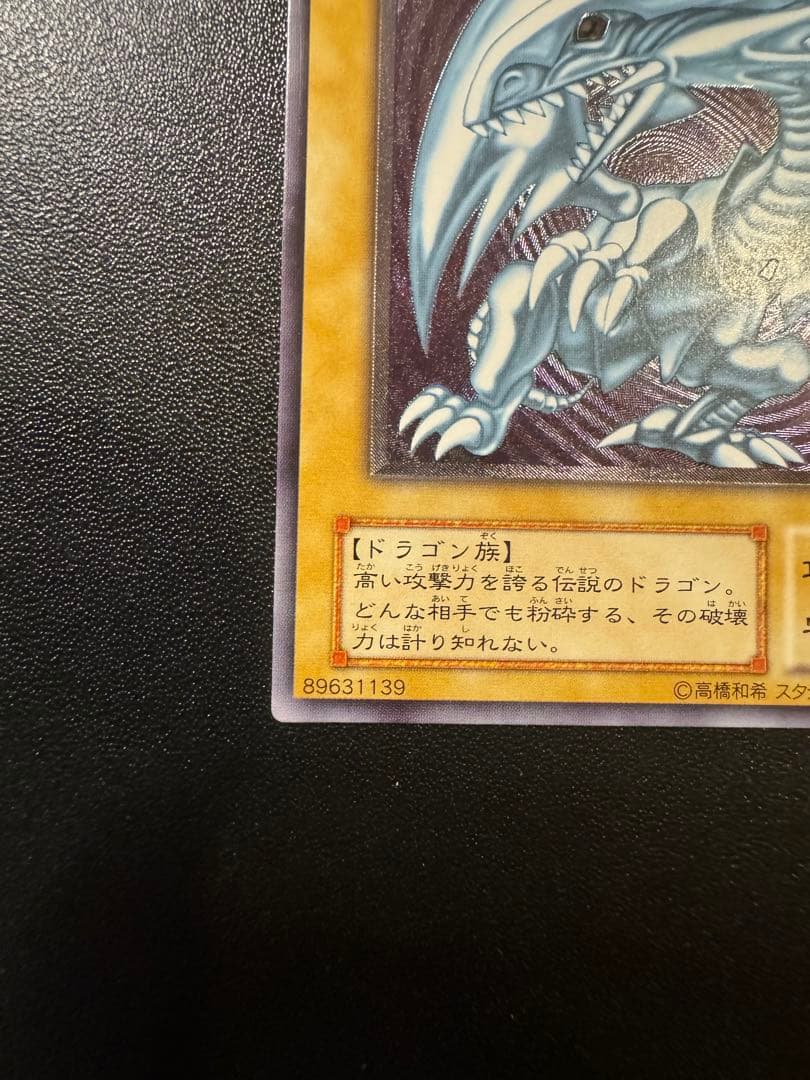 【ドラゴン族】
高い攻撃力を誇る伝説のドラゴン。
どんな相手でも粉砕する、その破壊
力は計り知れない。
89631139
©高橋和希 スタ